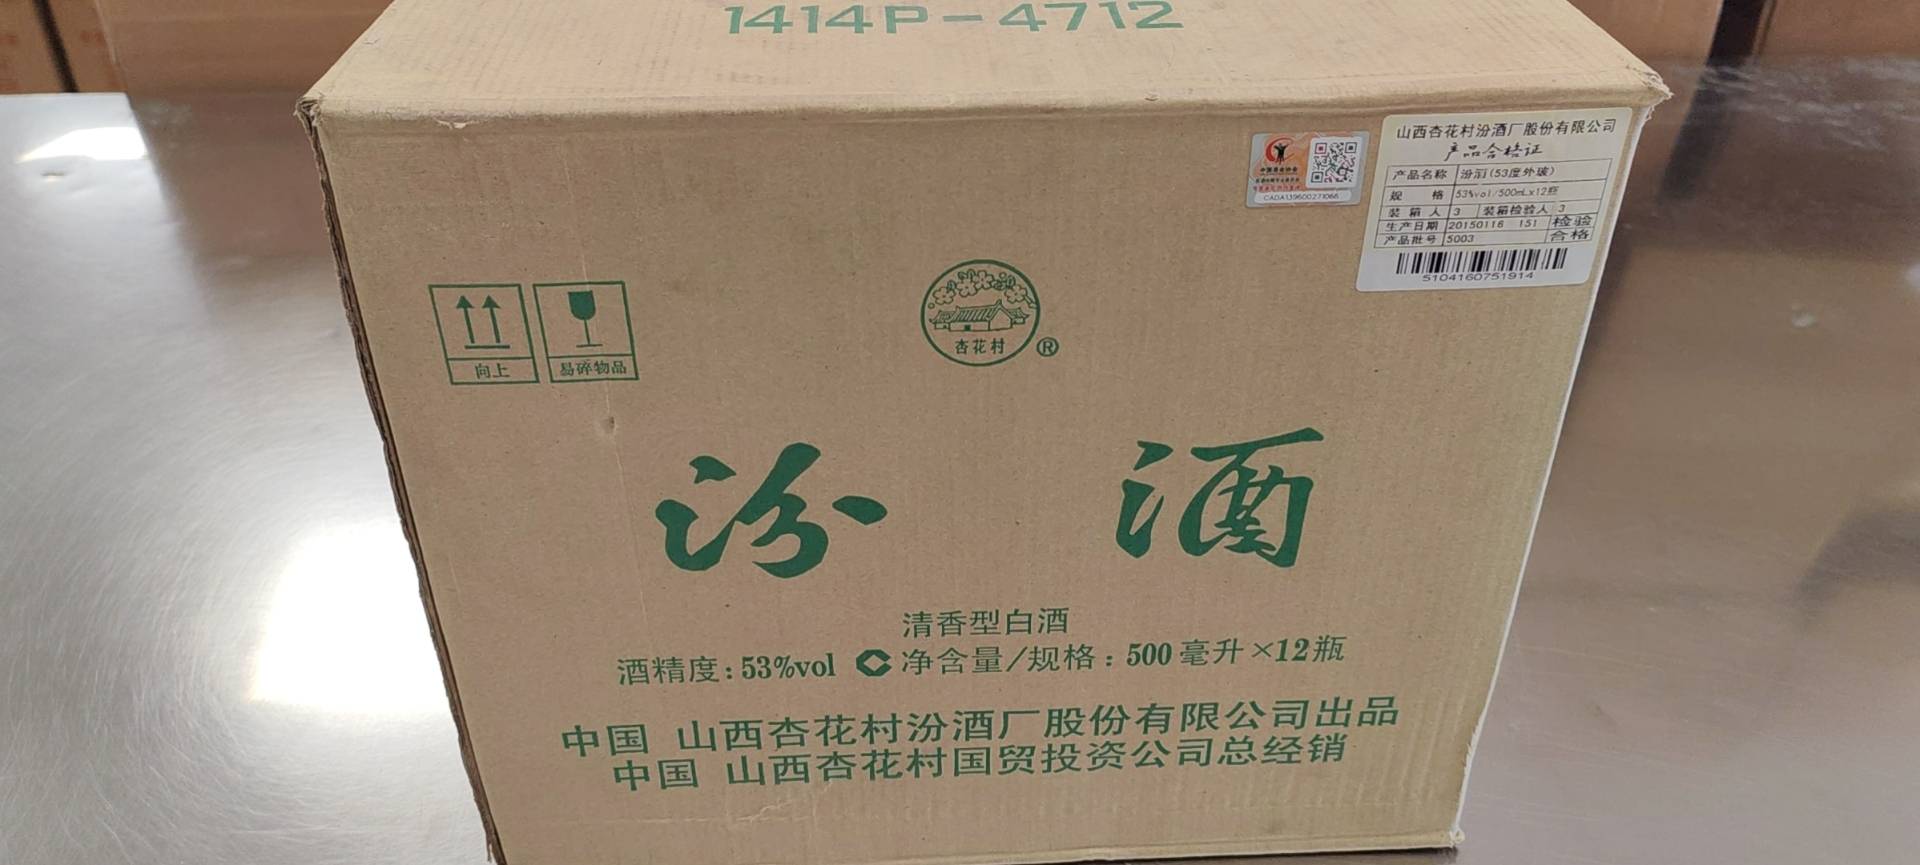 1414P-4712
山西杏花村汾酒厂股份有限公司
产品合格证
产品名称 汾酒(53度外玻)
规格 53%vol/500mLx12瓶
装箱人 3 装箱检验人 3
生产日期 20150116 151 检验
产品批号 5003 合格
5104160751914
CADA139600271066
向上
易碎物品
杏花村
®
汾酒
清香型白酒
酒精度:53%vol 净含量/规格:500毫升×12瓶
中国 山西杏花村汾酒厂股份有限公司出品
中国 山西杏花村国贸投资公司总经销